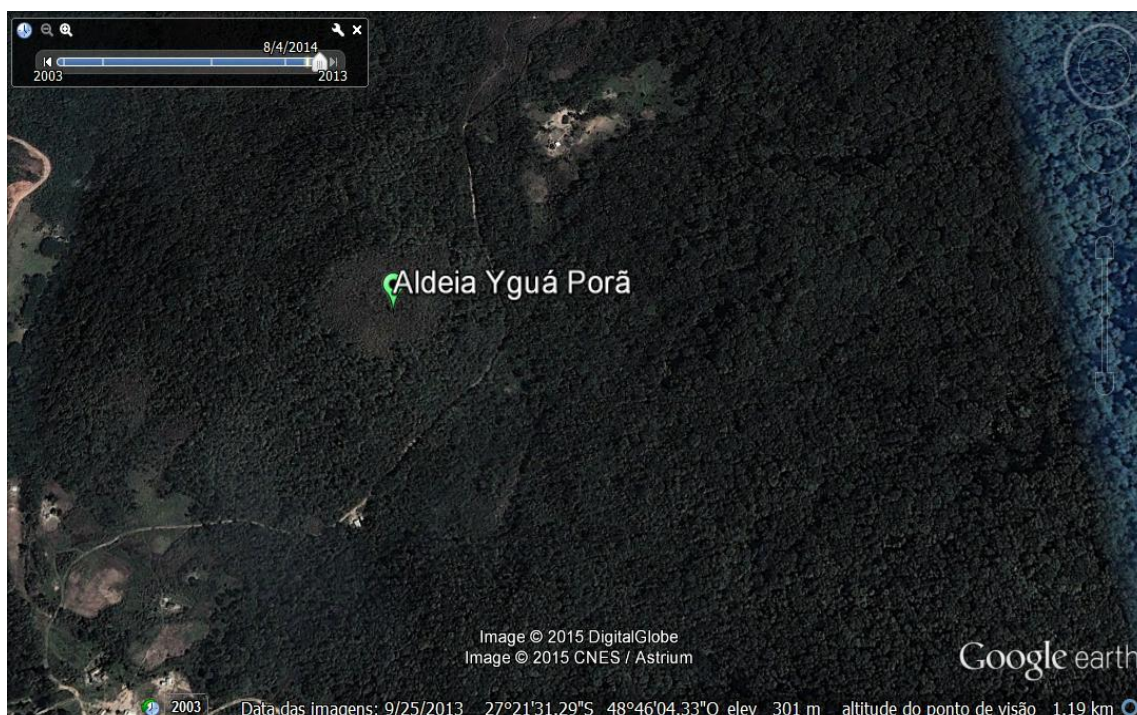 8/4/2014
2003
2013
Aldeia Yguá Porã
Image © 2015 DigitalGlobe
Image © 2015 CNES / Astrium
Google earth
2003
Data das imagens: 9/25/2013 27°21'31.29"S 48°46'04.33"O elev 301 m altitude do ponto de visão 1.19 km